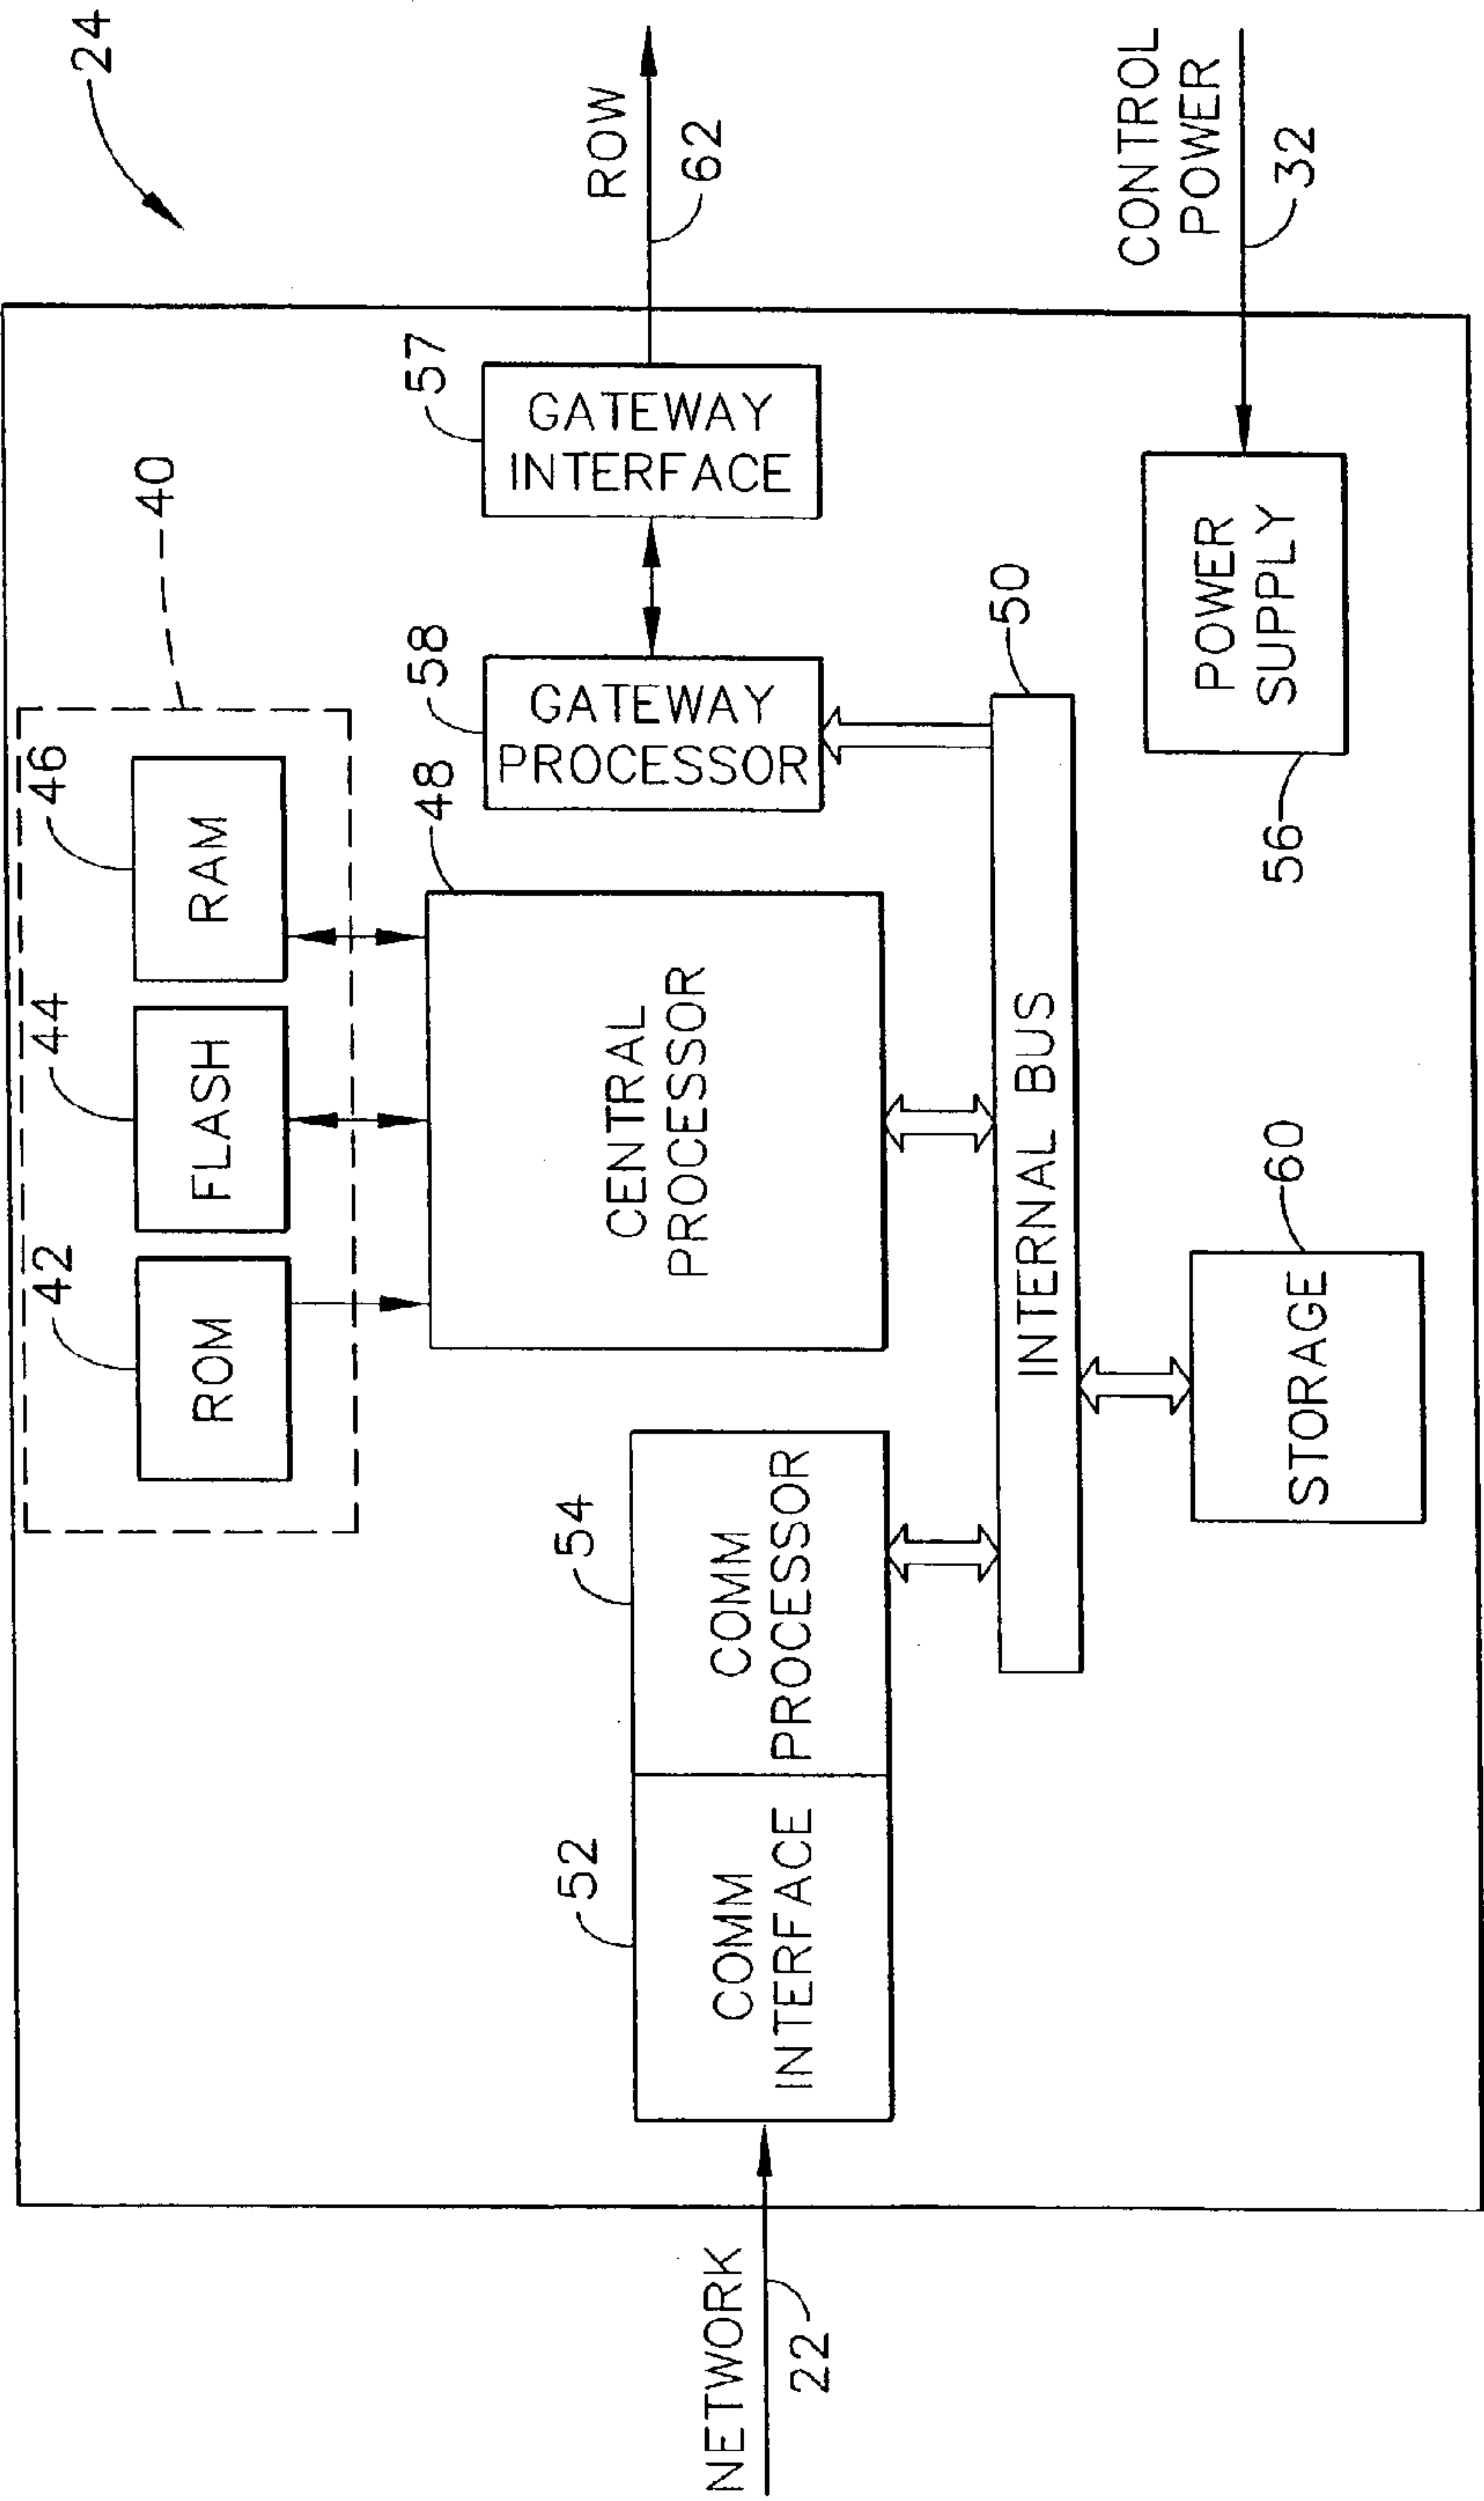 24
40
42
44
46
ROM
FLASH
RAM
48
58
57
54
52
CENTRAL
PROCESSOR
GATEWAY
PROCESSOR
GATEWAY
INTERFACE
ROW
62
NETWORK
22
COMM
INTERFACE
COMM
PROCESSOR
INTERNAL BUS
50
CONTROL
POWER
32
POWER
SUPPLY
56
60
STORAGE